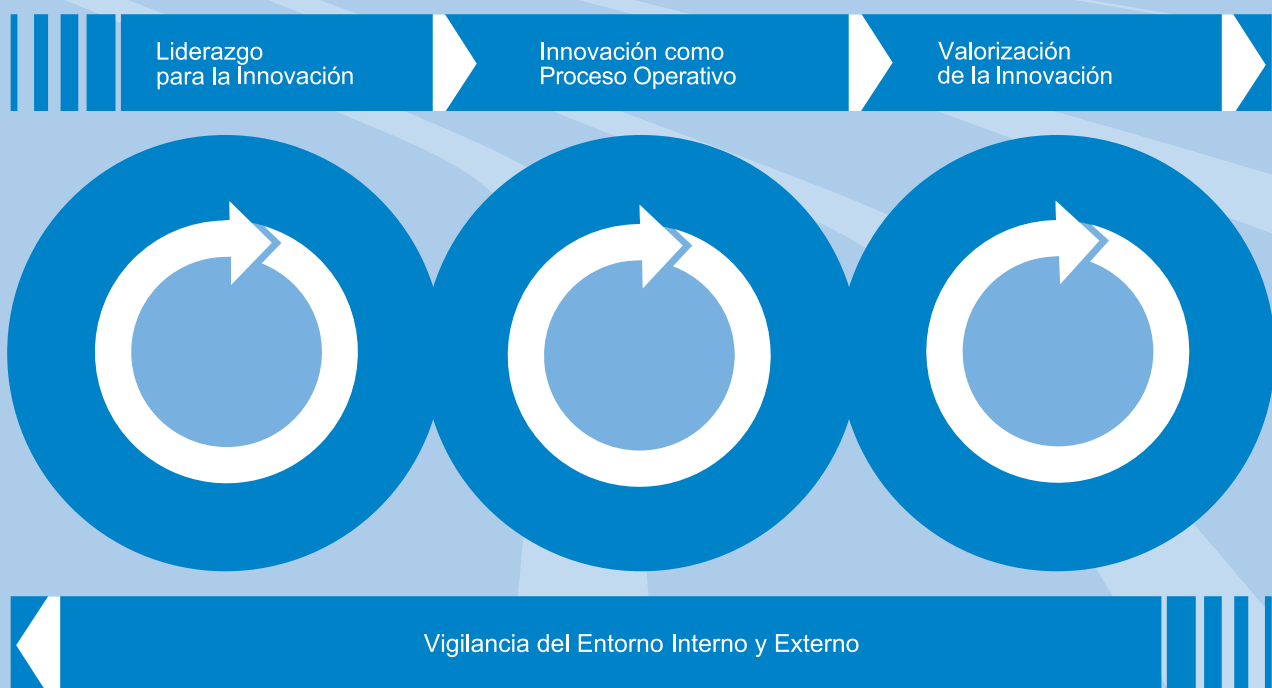 Liderazgo
para la Innovación
Innovación como
Proceso Operativo
Valorización
de la Innovación
Vigilancia del Entorno Interno y Externo